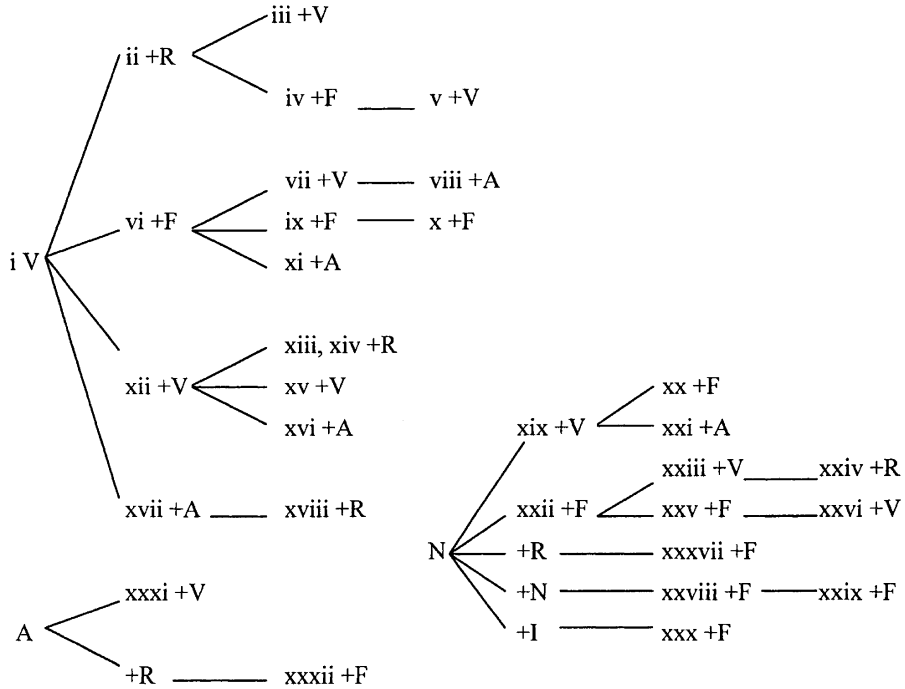 iii +V
ii +R
iv +F v +V
vii +V viii +A
vi +F ix +F x +F
i V xi +A
xiii, xiv +R
xii +V xv +V xx +F
xvi +A xix +V xxi +A
xxiii +V xxiv +R
xvii +A xviii +R xxii +F xxv +F xxvi +V
N +R xxxvii +F
xxxi +V +N xxviii +F xxix +F
A +I xxx +F
+R xxxii +F